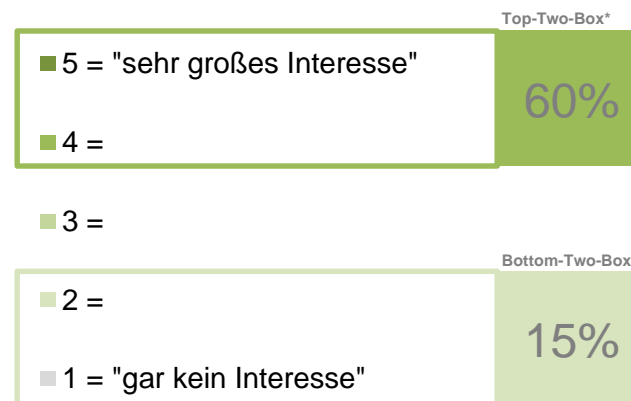 Top-Two-Box*
5 = "sehr großes Interesse"
60%
4 =
3 =
Bottom-Two-Box
2 =
15%
1 = "gar kein Interesse"